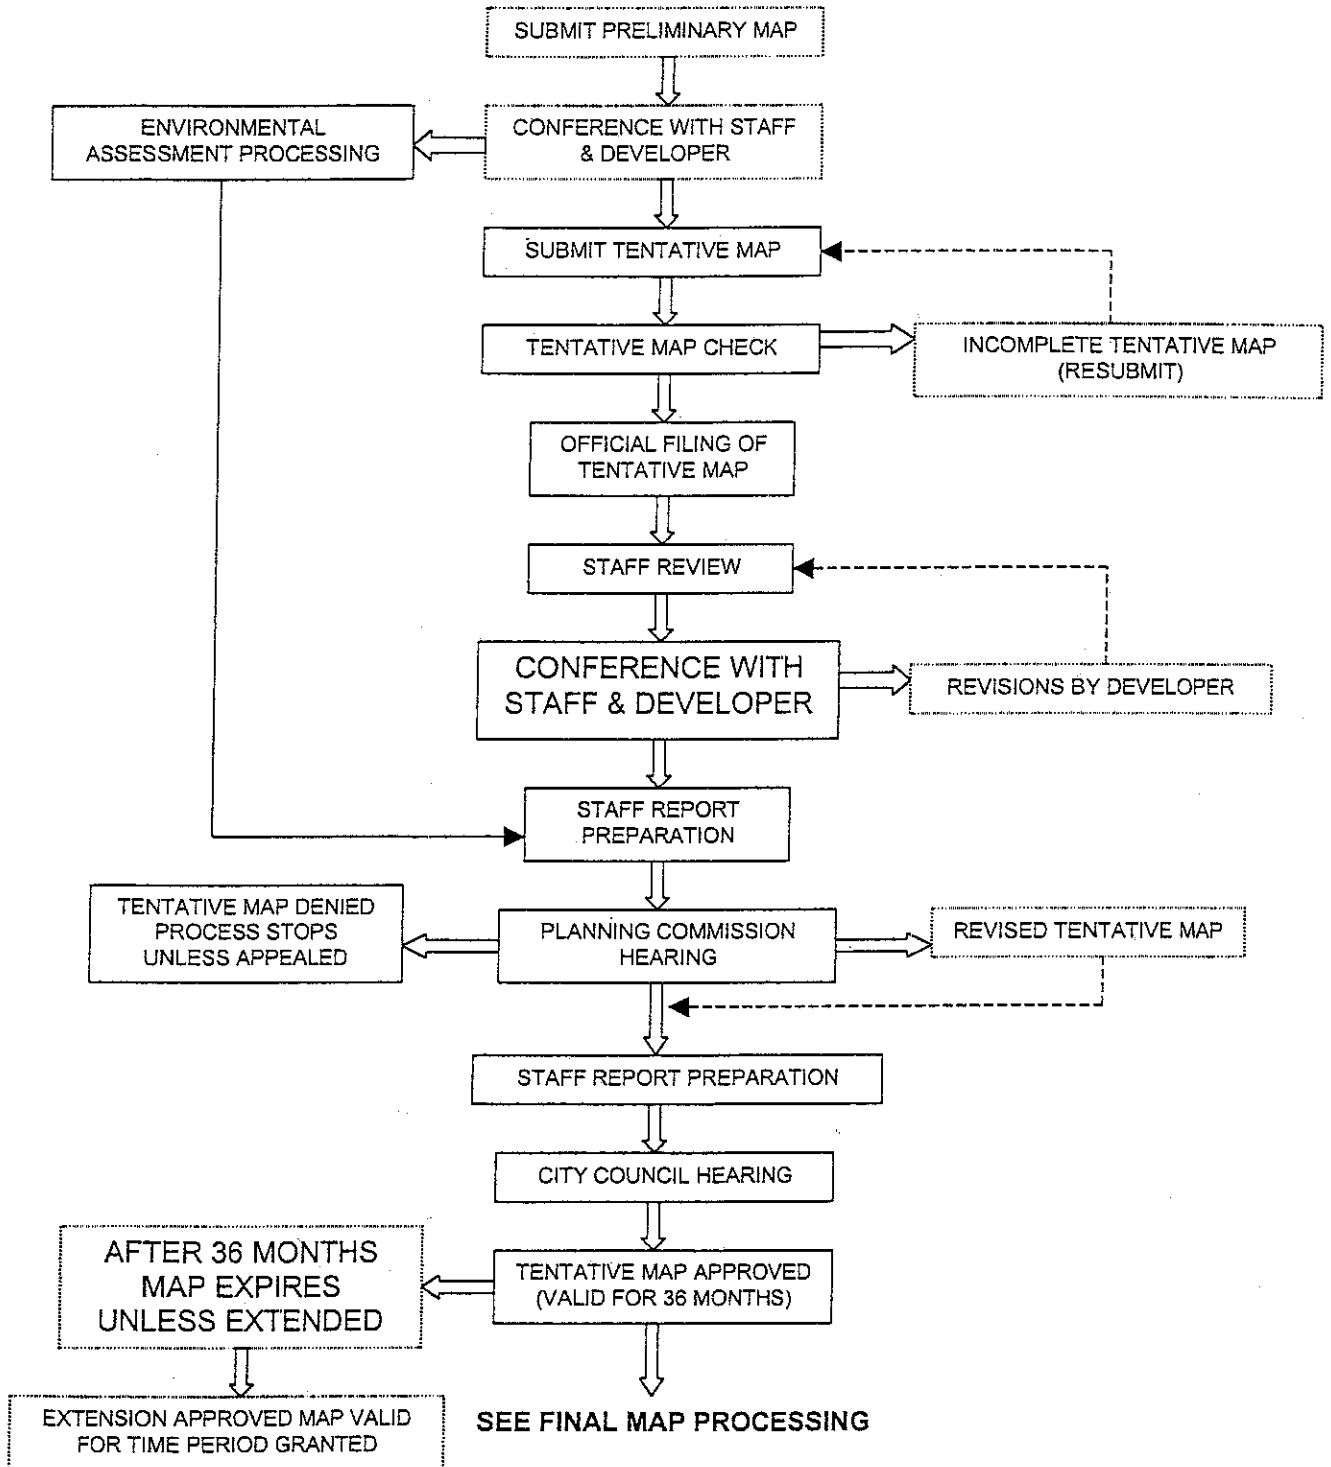 SUBMIT PRELIMINARY MAP
ENVIRONMENTAL
ASSESSMENT PROCESSING
CONFERENCE WITH STAFF
& DEVELOPER
SUBMIT TENTATIVE MAP
TENTATIVE MAP CHECK
INCOMPLETE TENTATIVE MAP
(RESUBMIT)
OFFICIAL FILING OF
TENTATIVE MAP
STAFF REVIEW
CONFERENCE WITH
STAFF & DEVELOPER
REVISIONS BY DEVELOPER
STAFF REPORT
PREPARATION
TENTATIVE MAP DENIED
PROCESS STOPS
UNLESS APPEALED
PLANNING COMMISSION
HEARING
REVISED TENTATIVE MAP
STAFF REPORT PREPARATION
CITY COUNCIL HEARING
AFTER 36 MONTHS
MAP EXPIRES
UNLESS EXTENDED
TENTATIVE MAP APPROVED
(VALID FOR 36 MONTHS)
EXTENSION APPROVED MAP VALID
FOR TIME PERIOD GRANTED
SEE FINAL MAP PROCESSING